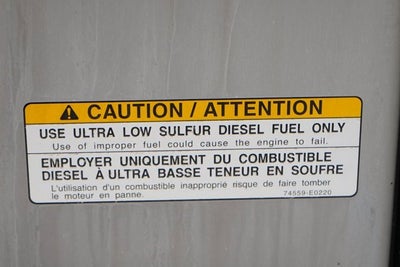 CAUTION / ATTENTION
USE ULTRA LOW SULFUR DIESEL FUEL ONLY
Use of improper fuel could cause the engine to fail.
EMPLOYER UNIQUEMENT DU COMBUSTIBLE
DIESEL À ULTRA BASSE TENEUR EN SOUFRE
L'utilisation d'un combustible inapproprié risque de faire tomber
le moteur en panne.
74559-E0220